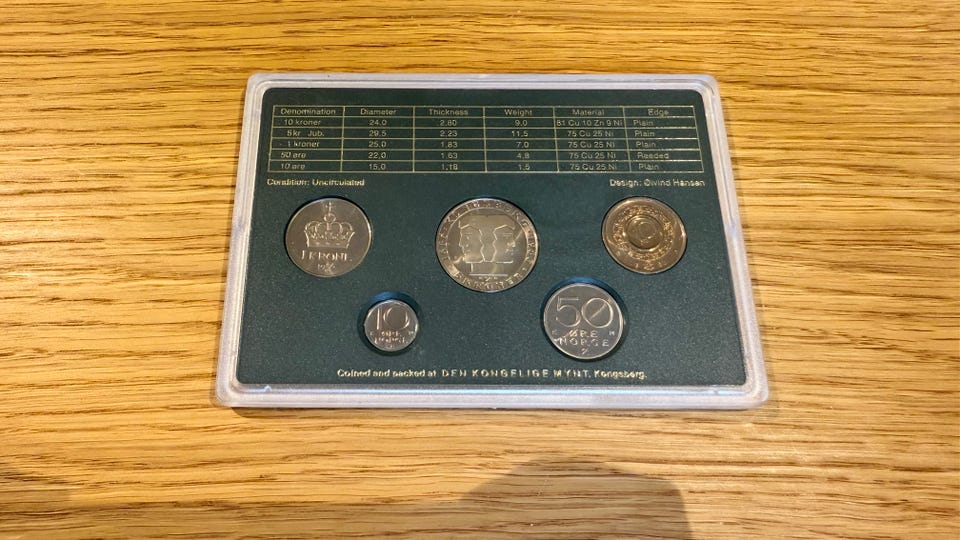 Denomination Diameter Thickness Weight Material Edge
10 kroner 24,0 2,80 9,0 81 Cu 10 Zn 9 Ni Plain
5 kr Jub. 29,5 2,23 11,5 75 Cu 25 Ni Plain
1 kroner 25,0 1,83 7,0 75 Cu 25 Ni Plain
50 øre 22,0 1,63 4,8 75 Cu 25 Ni Reeded
10 øre 15,0 1,18 1,5 75 Cu 25 Ni Plain
Condition: Uncirculated
Design: Øivind Hansen
1 KRONE
10
ØRE
NORGE
50
ØRE
NORGE
Coined and packed at DEN KONGELIGE MYNT, Kongsberg.